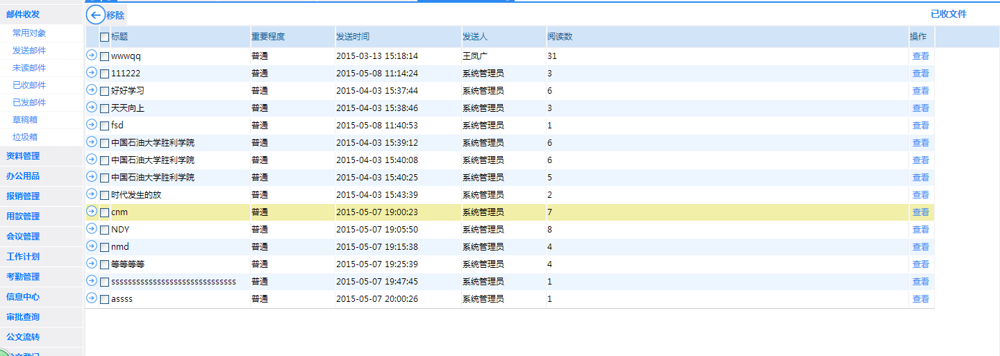 邮件收发
常用对象
发送邮件
未读邮件
已收邮件
已发邮件
草稿箱
垃圾箱
资料管理
办公用品
报销管理
用款管理
会议管理
工作计划
考勤管理
信息中心
审批查询
公文流转
移除
已收文件
标题 重要程度 发送时间 发送人 阅读数 操作
wwwqq 普通 2015-03-13 15:18:14 王凤广 31 查看
111222 普通 2015-05-08 11:14:24 系统管理员 3 查看
好好学习 普通 2015-04-03 15:37:44 系统管理员 6 查看
天天向上 普通 2015-04-03 15:38:46 系统管理员 3 查看
fsd 普通 2015-05-08 11:40:53 系统管理员 1 查看
中国石油大学胜利学院 普通 2015-04-03 15:39:12 系统管理员 6 查看
中国石油大学胜利学院 普通 2015-04-03 15:40:08 系统管理员 6 查看
中国石油大学胜利学院 普通 2015-04-03 15:40:25 系统管理员 5 查看
时代发生的放 普通 2015-04-03 15:43:39 系统管理员 2 查看
cnm 普通 2015-05-07 19:00:23 系统管理员 7 查看
NDY 普通 2015-05-07 19:05:50 系统管理员 8 查看
nmd 普通 2015-05-07 19:15:38 系统管理员 4 查看
等等等等 普通 2015-05-07 19:25:39 系统管理员 4 查看
ssssssssssssssssssssssssssssss 普通 2015-05-07 19:47:45 系统管理员 1 查看
assss 普通 2015-05-07 20:00:26 系统管理员 1 查看